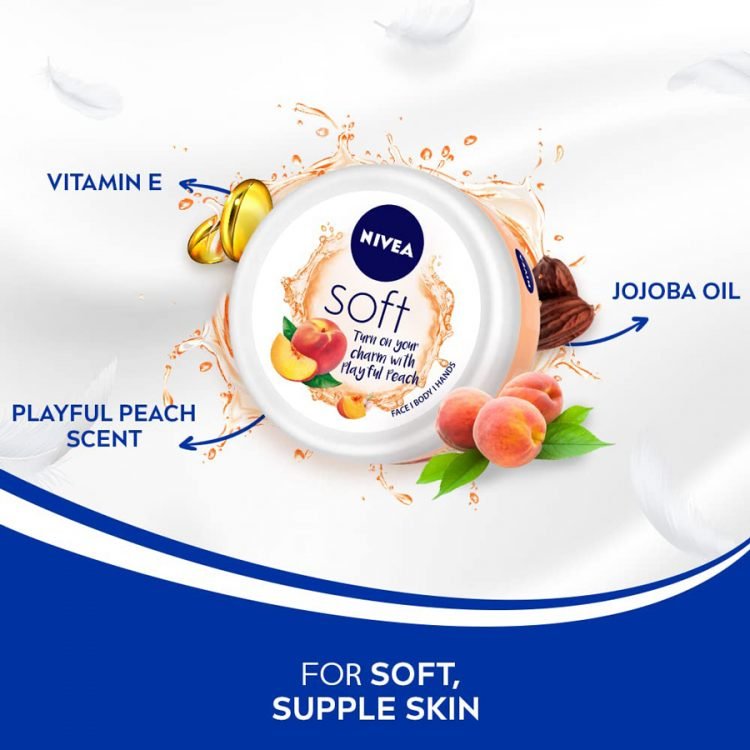 VITAMIN E
NIVEA
soft
Turn on your
charm with
Playful Peach
FACE I BODY I HANDS
JOJOBA OIL
PLAYFUL PEACH
SCENT
FOR SOFT,
SUPPLE SKIN